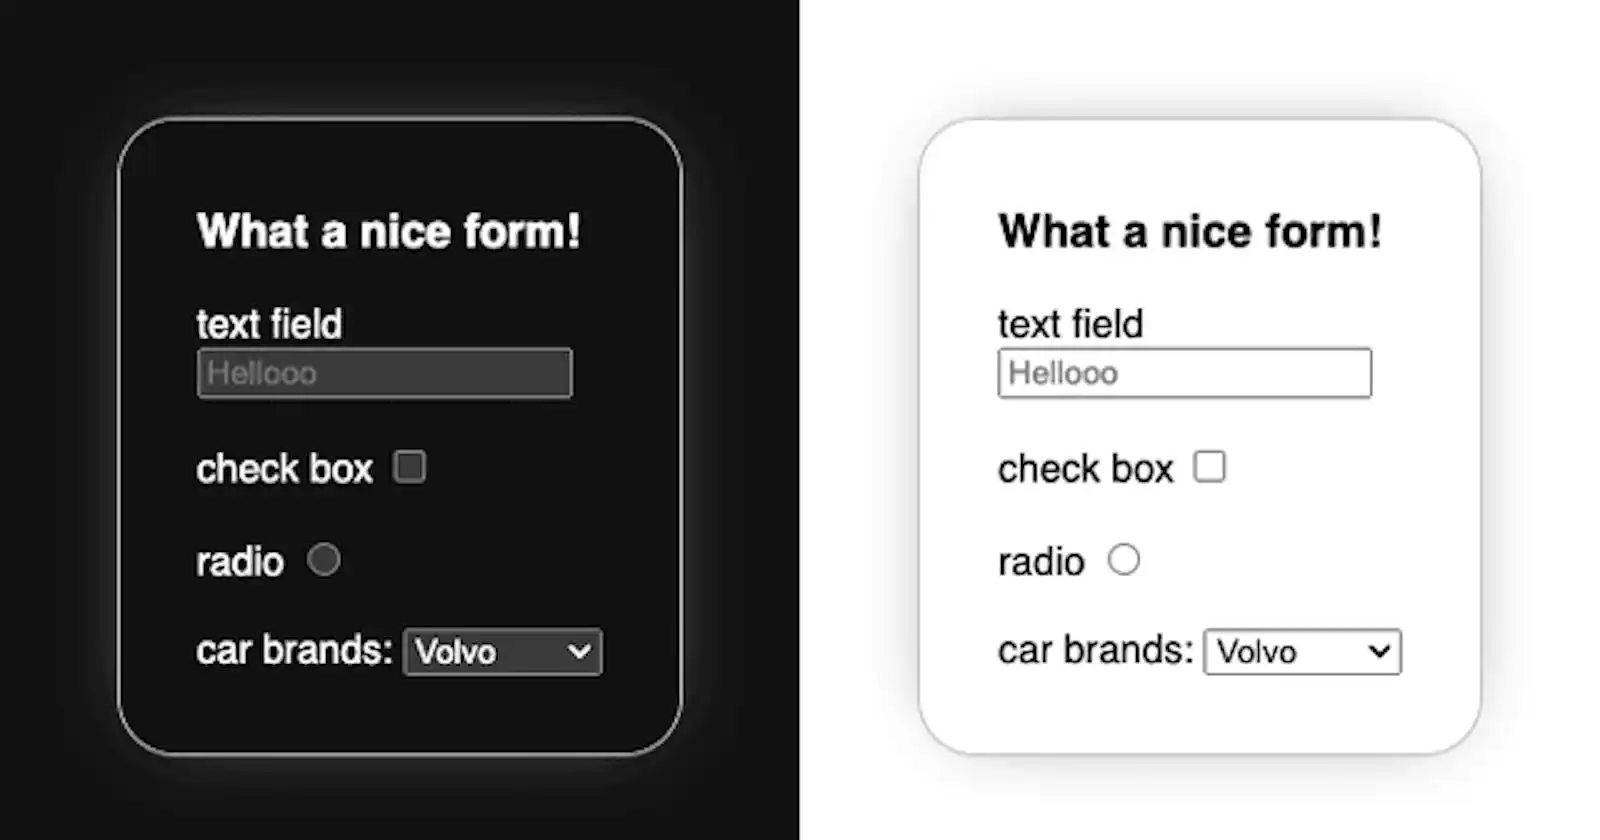 What a nice form!
text field
Hellooo
check box
radio
car brands: Volvo
What a nice form!
text field
Hellooo
check box
radio
car brands: Volvo